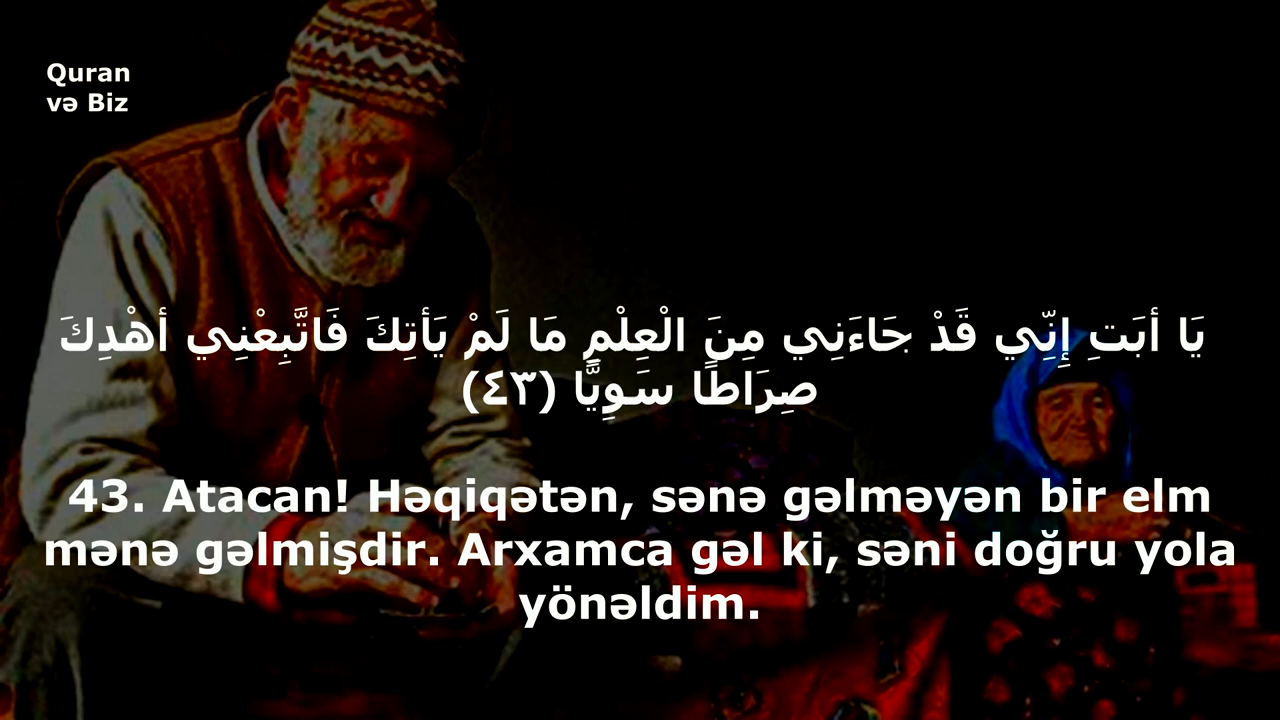 Quran
və Biz
يَا أبَتِ إِنِّي قَدْ جَاءَنِي مِنَ الْعِلْمِ مَا لَمْ يَأتِكَ فَاتَّبِعْنِي أهْدِكَ
صِرَاطًا سَوِيًّا (٤٣)
43. Atacan! Həqiqətən, sənə gəlməyən bir elm
mənə gəlmişdir. Arxamca gəl ki, səni doğru yola
yönəldim.